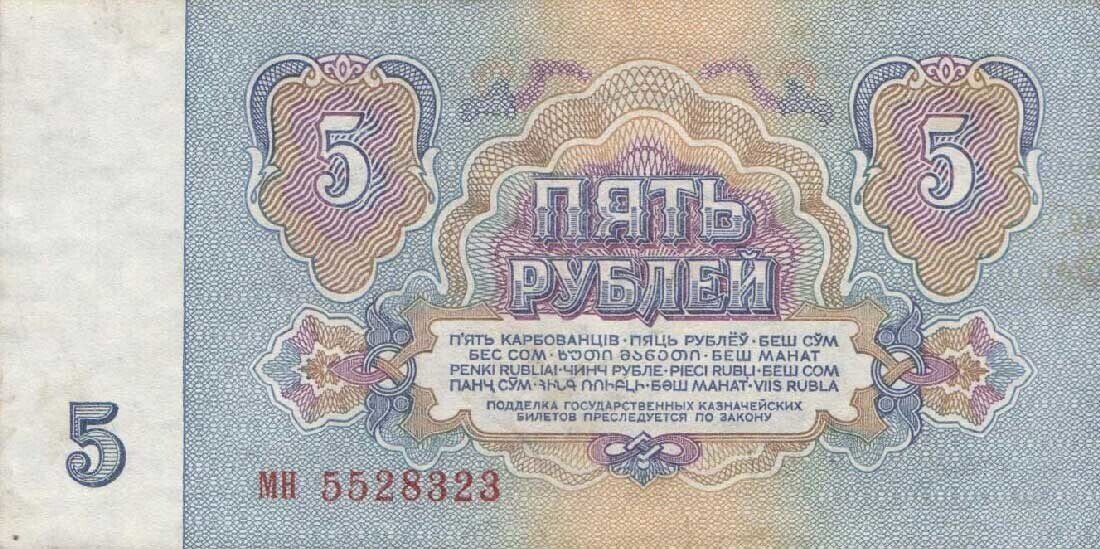 5
5
ПЯТЬ
РУБЛЕЙ
П'ЯТЬ КАРБОВАНЦІВ · ПЯЦЬ РУБЛЁЎ · БЕШ СЎМ
БЕС СОМ · ხუთი მანეთი · БЕШ МАНАТ
PENKI RUBLIAI · ЧИНЧ РУБЛЕ · PIECI RUBĻI · БЕШ СОМ
ПАНҶ СЎМ · ՀԻՆԳ ՌՈՒԲԼԻ · БӘШ МАНАТ · VIIS RUBLA
ПОДДЕЛКА ГОСУДАРСТВЕННЫХ КАЗНАЧЕЙСКИХ
БИЛЕТОВ ПРЕСЛЕДУЕТСЯ ПО ЗАКОНУ
5
мн 5528323